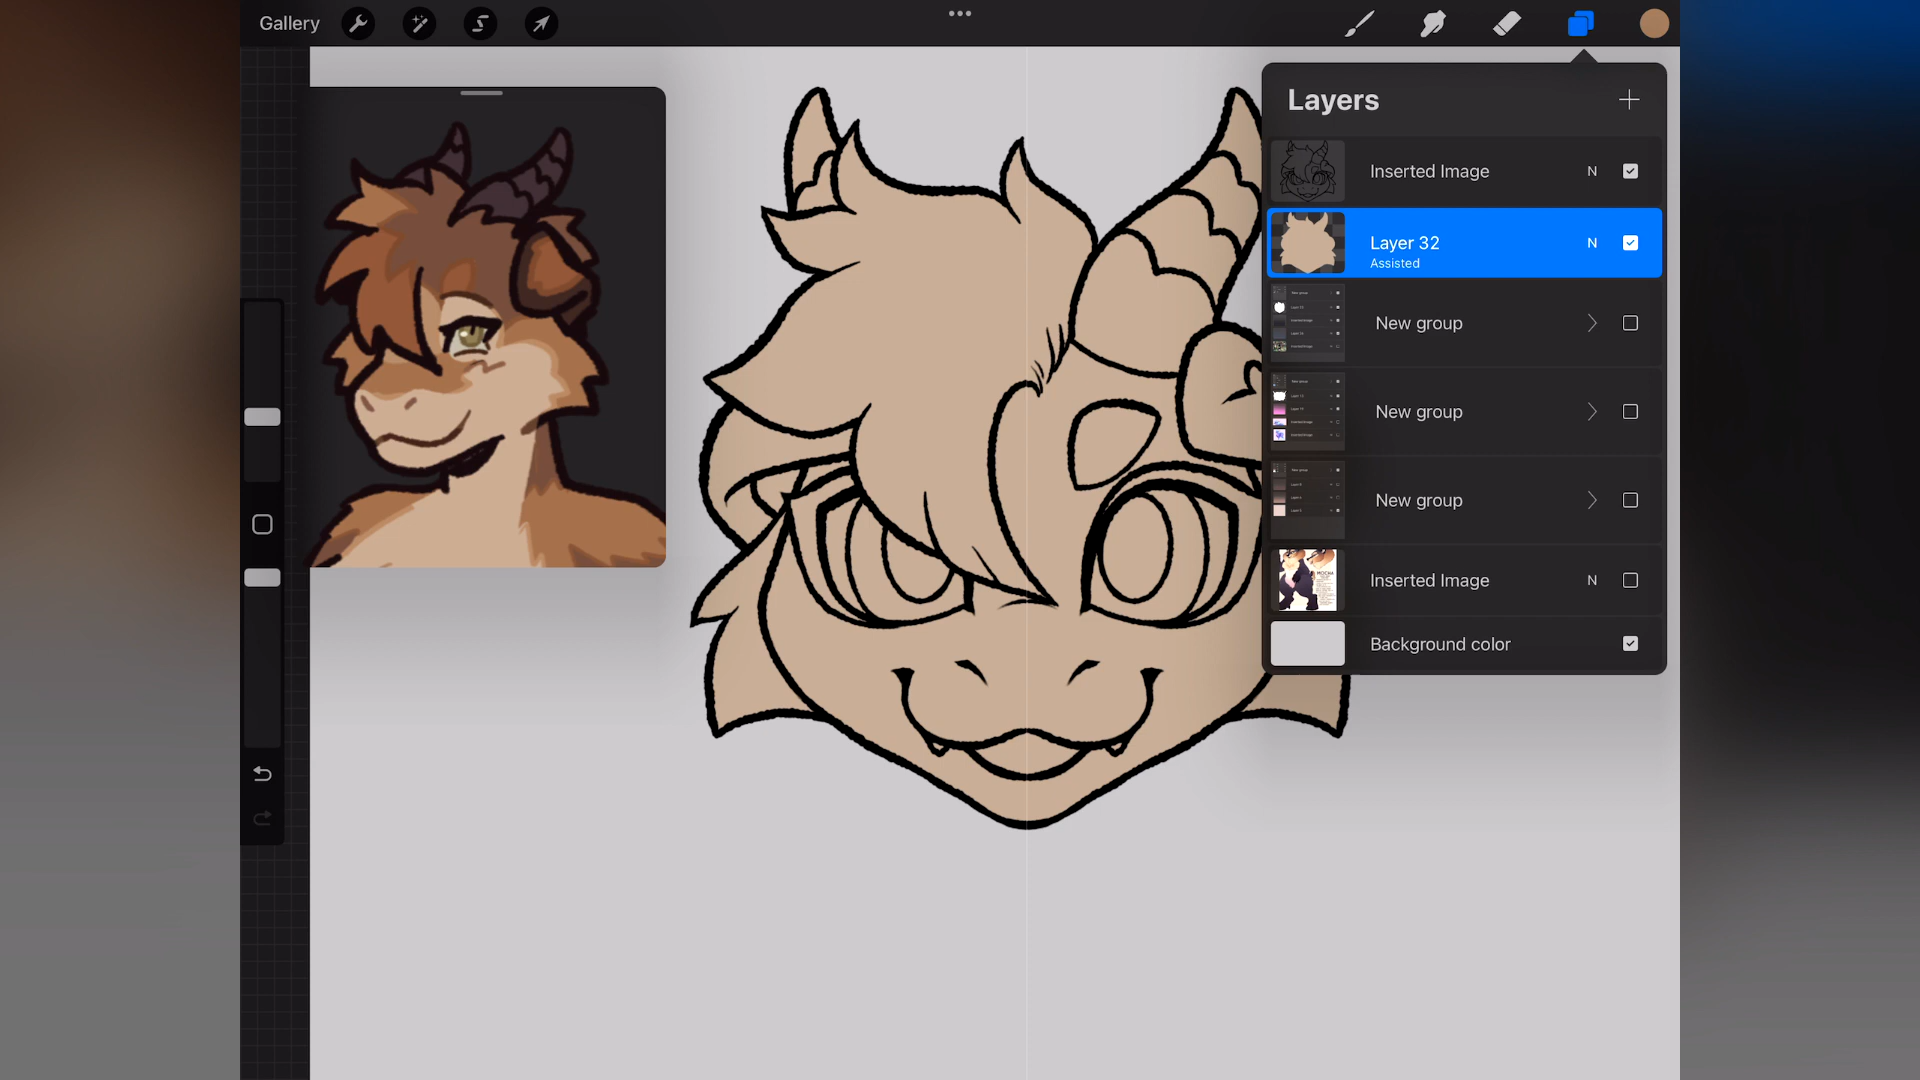 Gallery
Layers
Inserted Image N
Layer 32 N
Assisted
New group
New group
New group
Inserted Image N
Background color